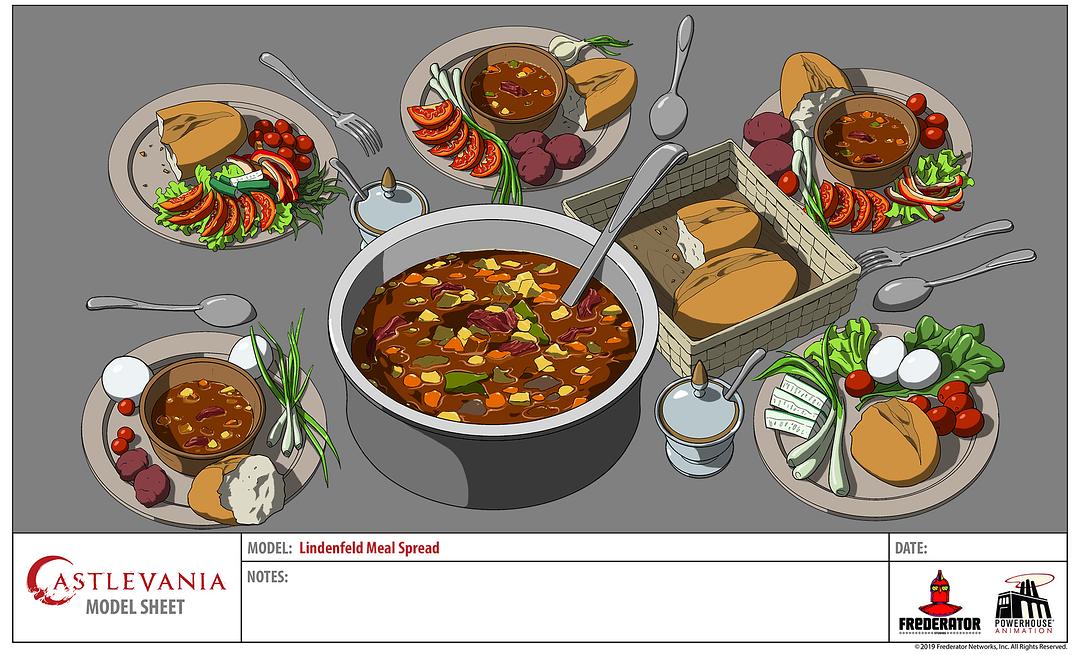 MODEL: Lindenfeld Meal Spread
DATE:
NOTES:
CASTLEVANIA
MODEL SHEET
FREDERATOR
STUDIOS
POWERHOUSE
ANIMATION
©2019 Frederator Networks, Inc. All Rights Reserved.